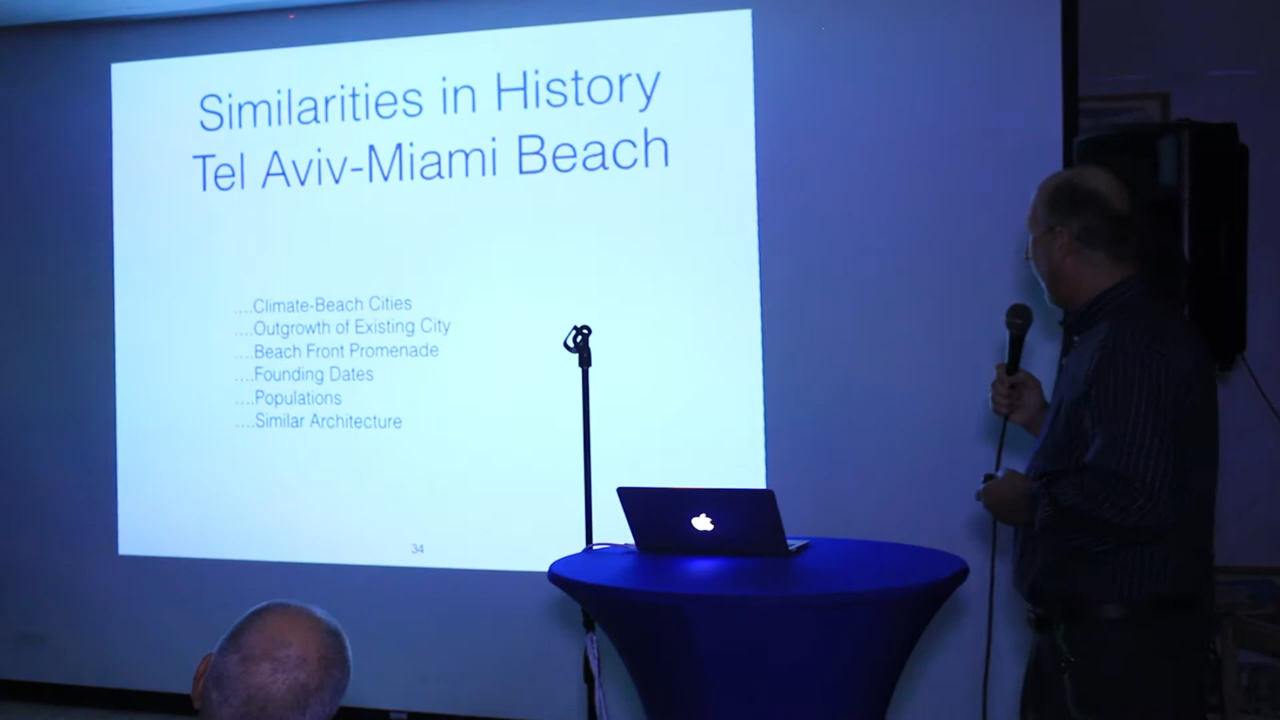 Similarities in History
Tel Aviv-Miami Beach
....Climate-Beach Cities
....Outgrowth of Existing City
....Beach Front Promenade
....Founding Dates
....Populations
....Similar Architecture
34